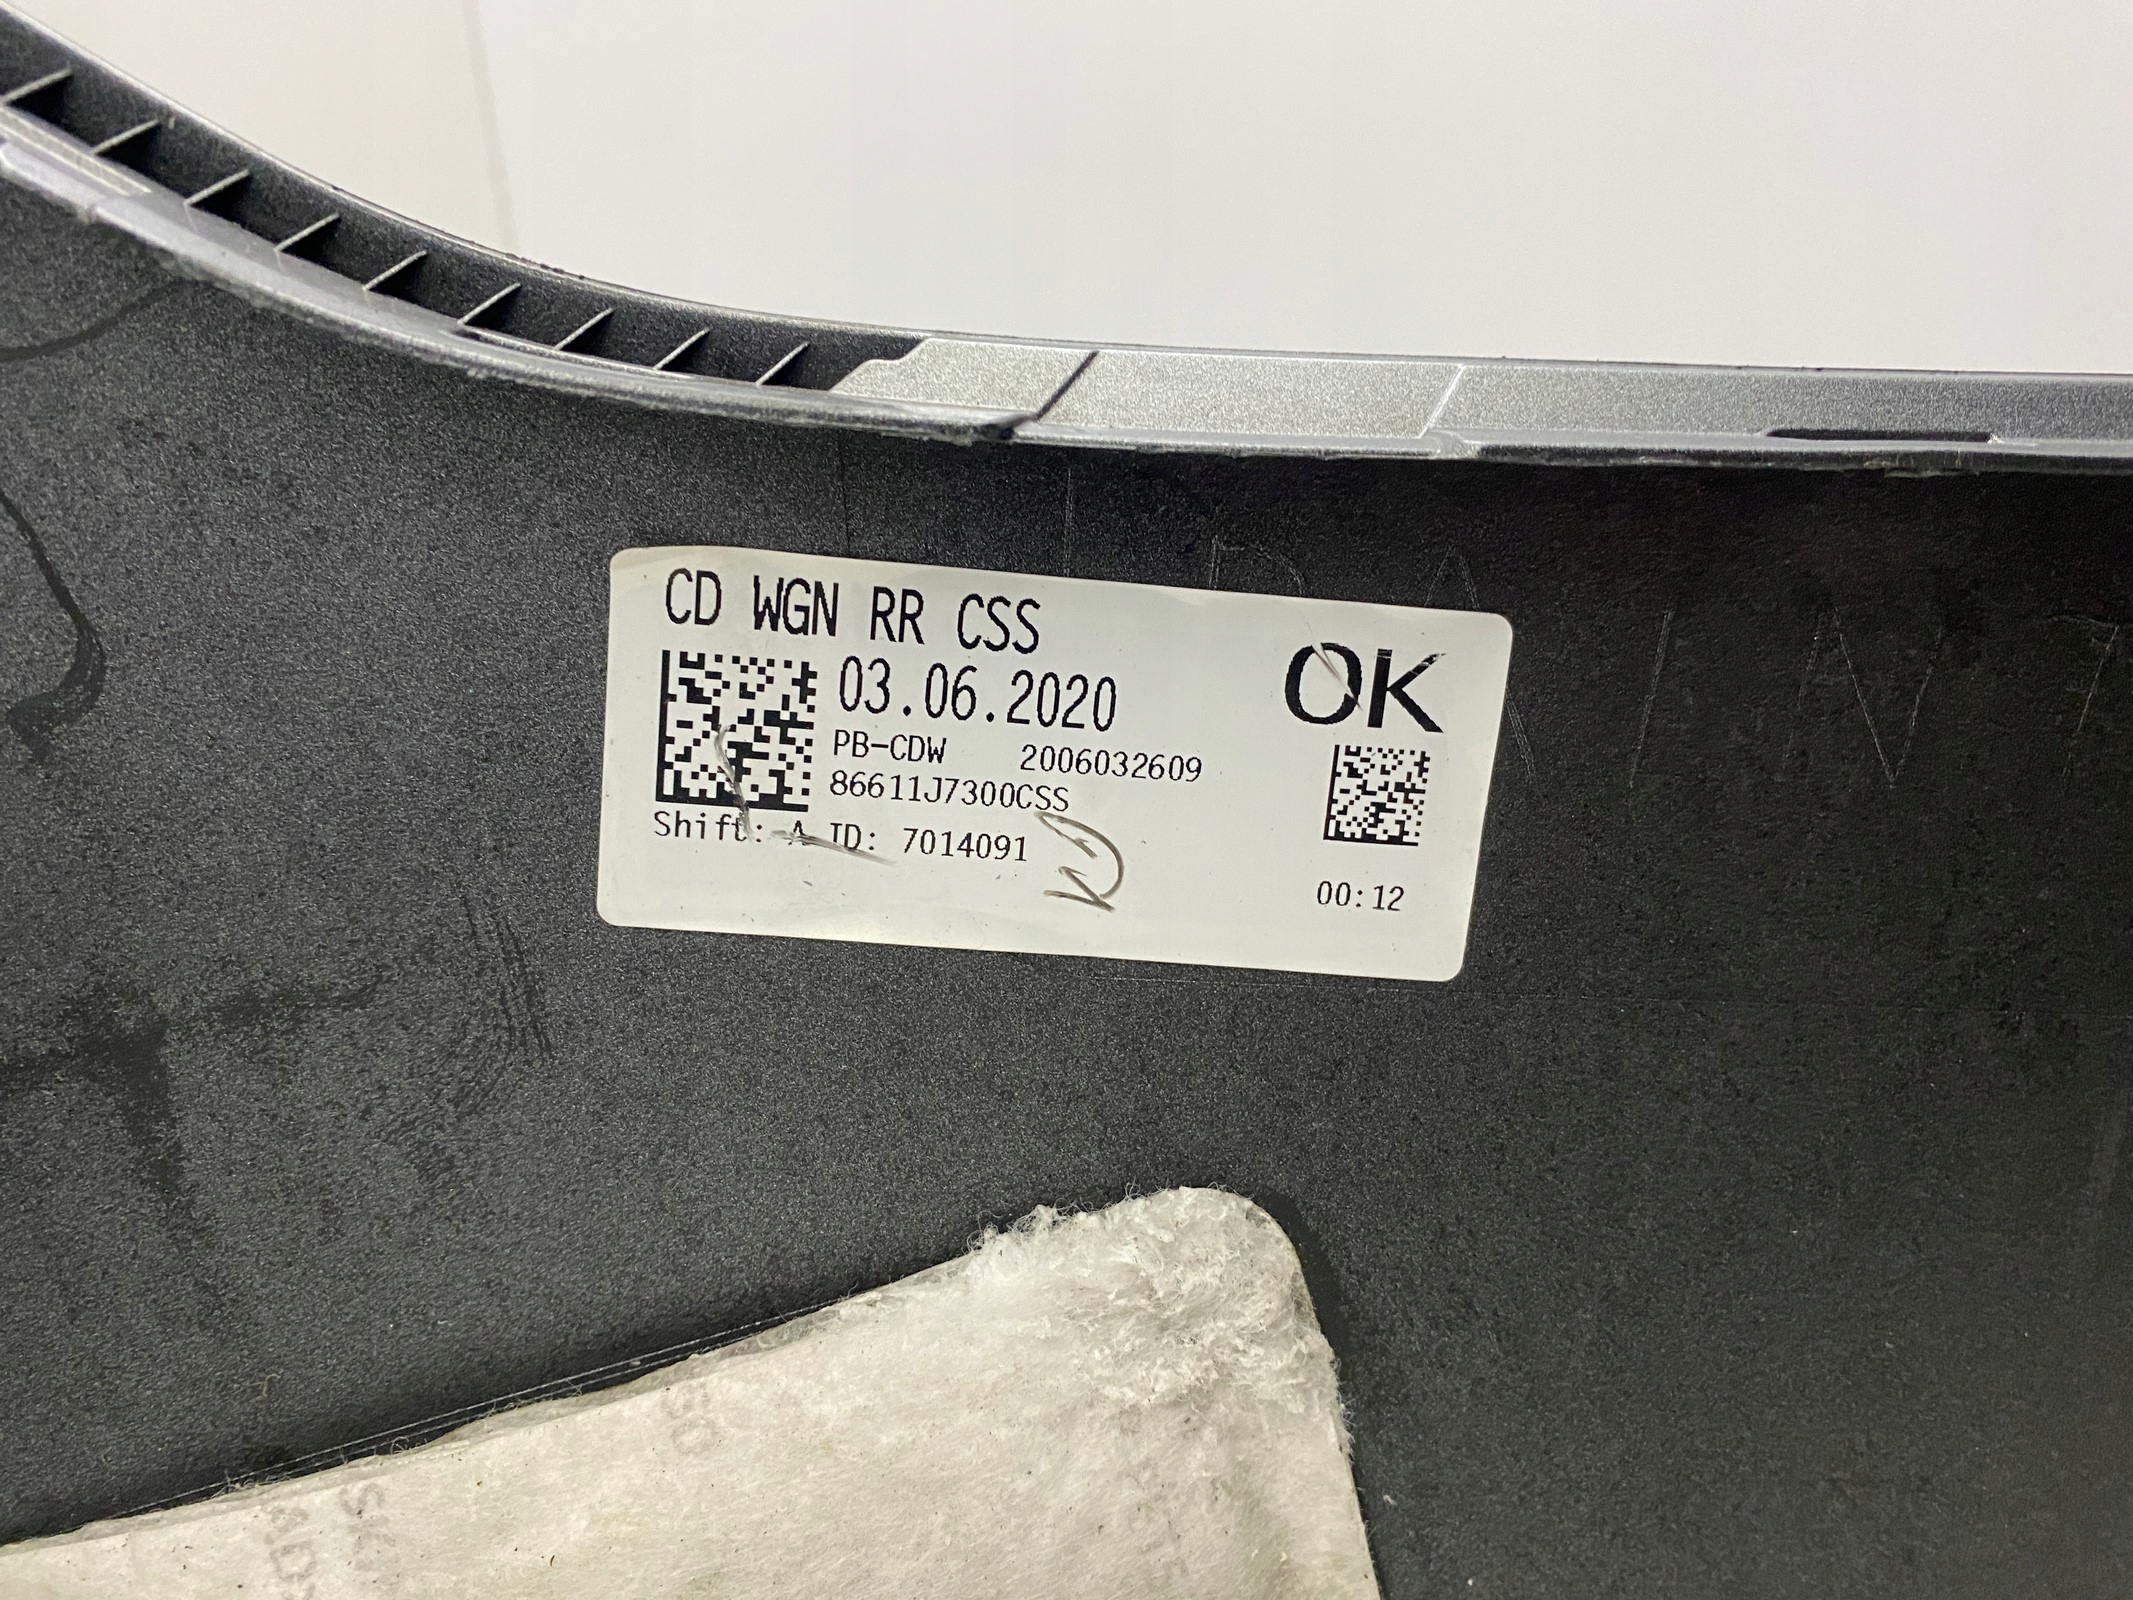 CD WGN RR CSS
03.06.2020
OK
PB-CDW 2006032609
86611J7300CSS
Shift: A ID: 7014091
00:12